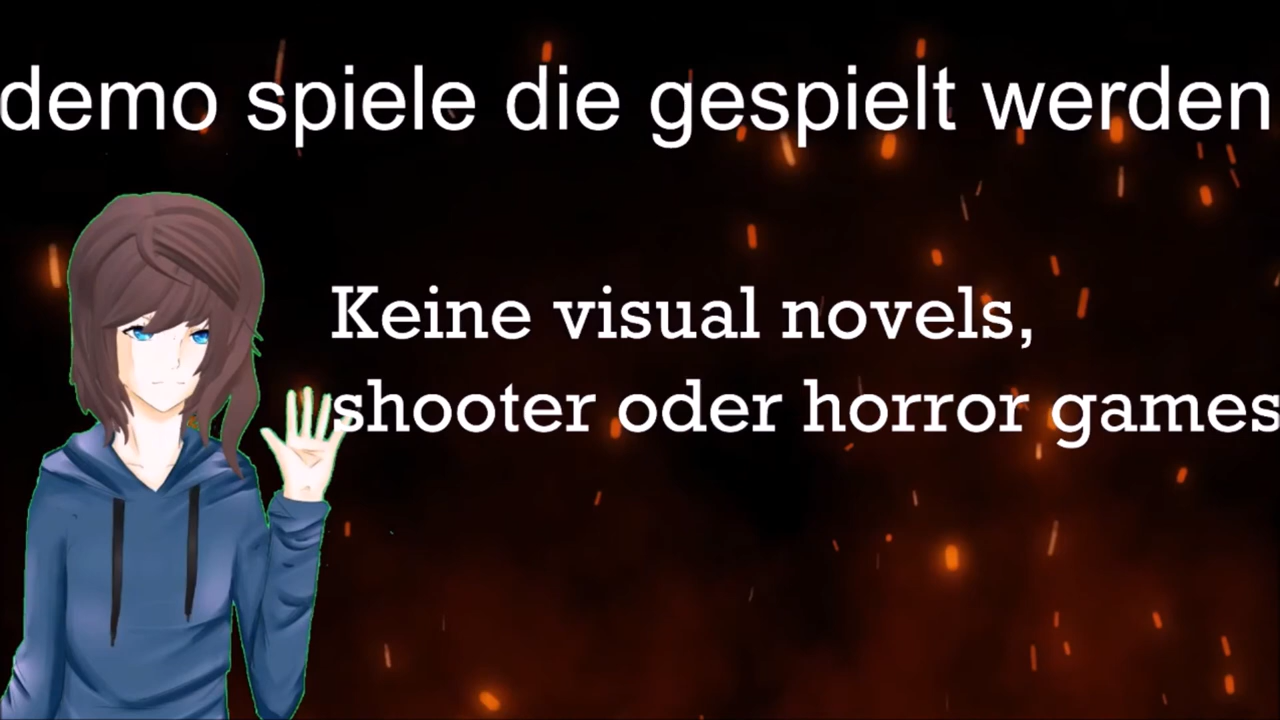 demo spiele die gespielt werden
Keine visual novels,
shooter oder horror games